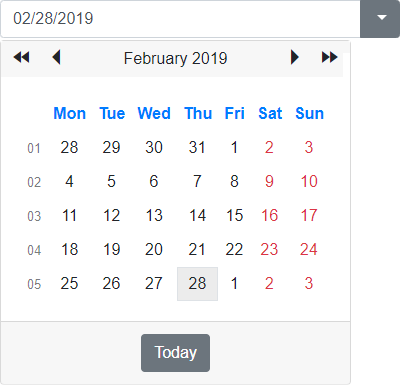 02/28/2019
February 2019
Mon Tue Wed Thu Fri Sat Sun
01 28 29 30 31 1 2 3
02 4 5 6 7 8 9 10
03 11 12 13 14 15 16 17
04 18 19 20 21 22 23 24
05 25 26 27 28 1 2 3
Today